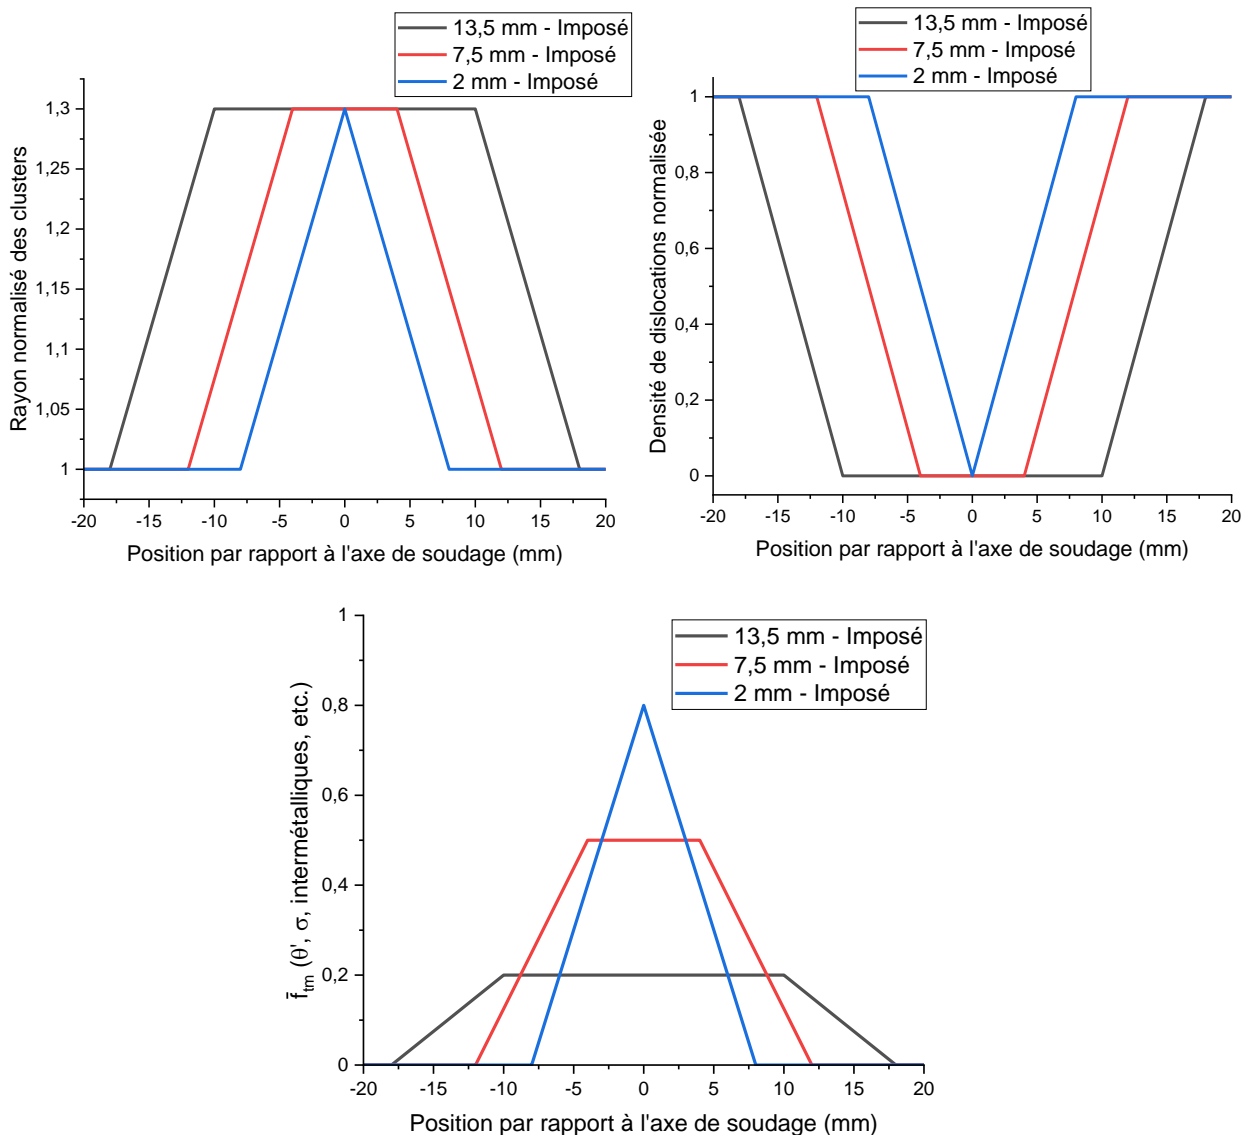 13,5 mm - Imposé
7,5 mm - Imposé
2 mm - Imposé
1,3
1,25
1,2
1,15
1,1
1,05
1
Rayon normalisé des clusters
-20 -15 -10 -5 0 5 10 15 20
Position par rapport à l'axe de soudage (mm)
13,5 mm - Imposé
7,5 mm - Imposé
2 mm - Imposé
1
0,8
0,6
0,4
0,2
0
Densité de dislocations normalisée
-20 -15 -10 -5 0 5 10 15 20
Position par rapport à l'axe de soudage (mm)
13,5 mm - Imposé
7,5 mm - Imposé
2 mm - Imposé
1
0,8
0,6
0,4
0,2
0
f̄tm (θ', σ, intermétalliques, etc.)
-20 -15 -10 -5 0 5 10 15 20
Position par rapport à l'axe de soudage (mm)